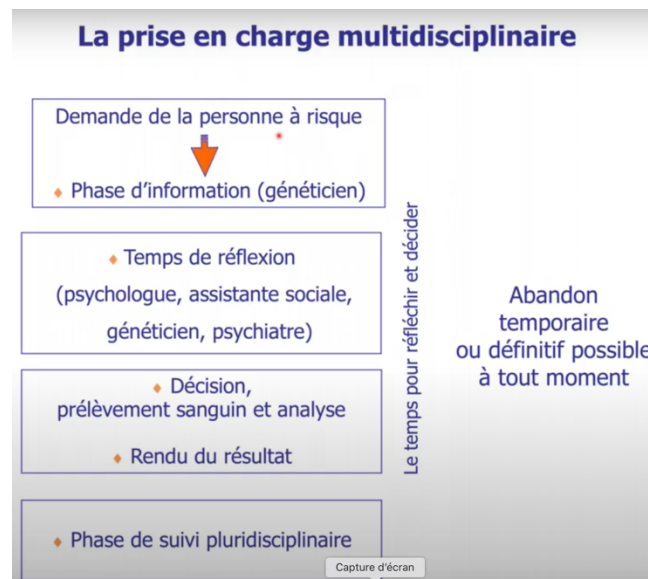 La prise en charge multidisciplinaire
Demande de la personne à risque
Phase d'information (généticien)
Temps de réflexion
(psychologue, assistante sociale,
généticien, psychiatre)
Décision,
prélèvement sanguin et analyse
Rendu du résultat
Phase de suivi pluridisciplinaire
Le temps pour réfléchir et décider
Abandon
temporaire
ou définitif possible
à tout moment
Capture d'écran